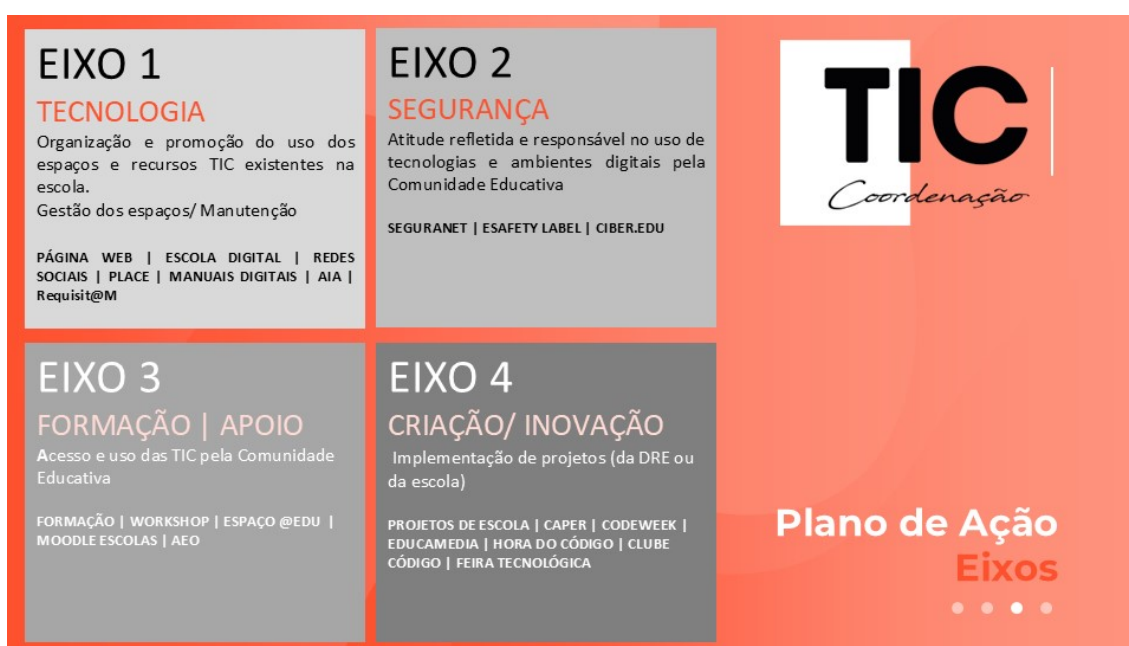 EIXO 1
TECNOLOGIA
Organização e promoção do uso dos
espaços e recursos TIC existentes na
escola.
Gestão dos espaços/ Manutenção
PÁGINA WEB | ESCOLA DIGITAL | REDES
SOCIAIS | PLACE | MANUAIS DIGITAIS | AIA |
Requisit@M
EIXO 2
SEGURANÇA
Atitude refletida e responsável no uso de
tecnologias e ambientes digitais pela
Comunidade Educativa
SEGURANET | ESAFETY LABEL | CIBER.EDU
EIXO 3
FORMAÇÃO | APOIO
Acesso e uso das TIC pela Comunidade
Educativa
FORMAÇÃO | WORKSHOP | ESPAÇO @EDU |
MOODLE ESCOLAS | AEO
EIXO 4
CRIAÇÃO/ INOVAÇÃO
Implementação de projetos (da DRE ou
da escola)
PROJETOS DE ESCOLA | CAPER | CODEWEEK |
EDUCAMEDIA | HORA DO CÓDIGO | CLUBE
CÓDIGO | FEIRA TECNOLÓGICA
TIC
Coordenação
Plano de Ação
Eixos